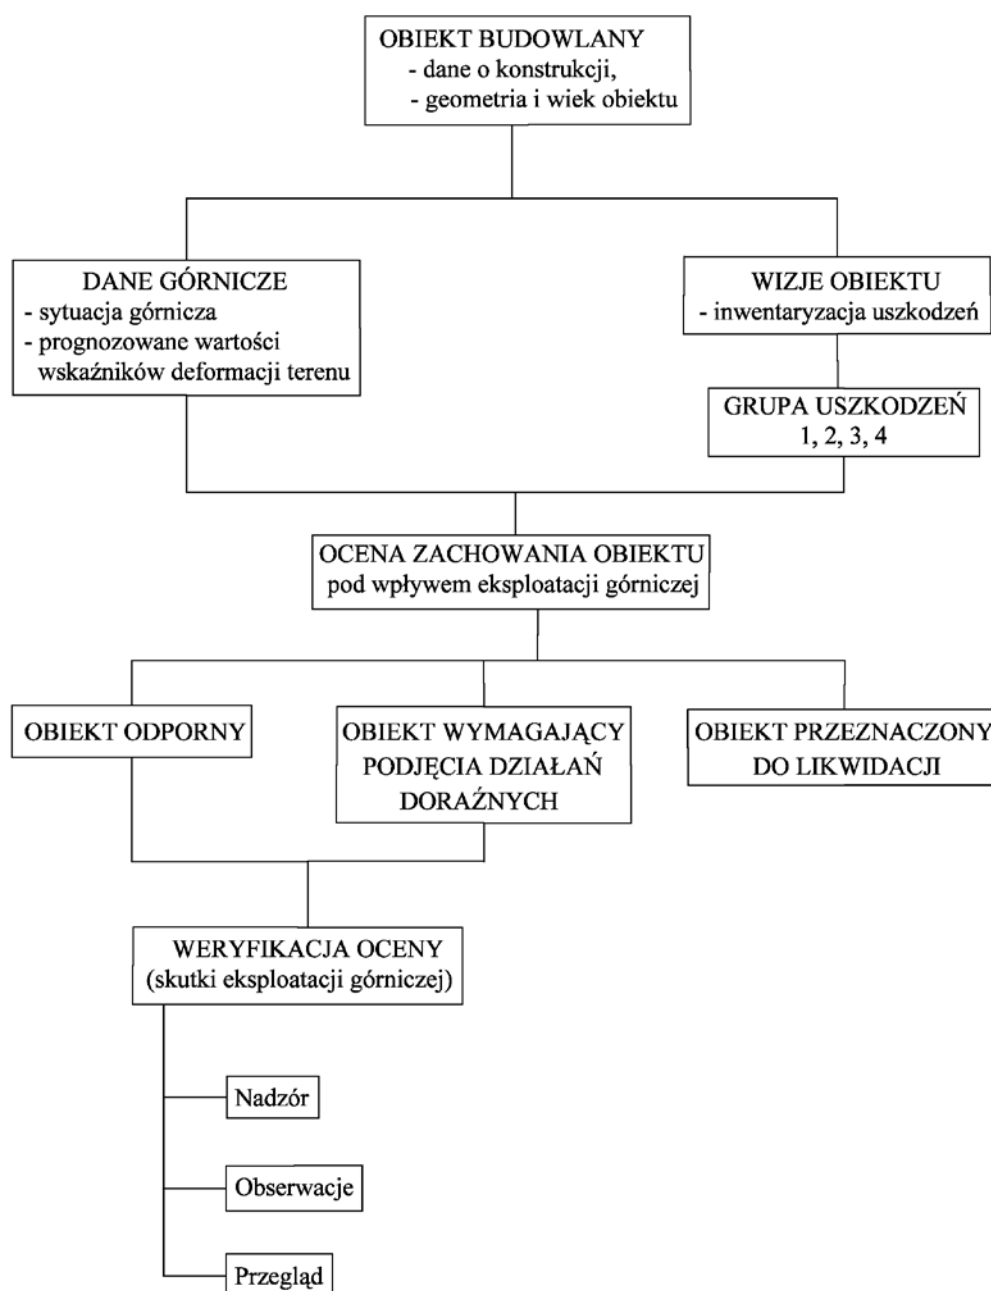 OBIEKT BUDOWLANY
- dane o konstrukcji,
- geometria i wiek obiektu
DANE GÓRNICZE
- sytuacja górnicza
- prognozowane wartości
wskaźników deformacji terenu
WIZJE OBIEKTU
- inwentaryzacja uszkodzeń
GRUPA USZKODZEŃ
1, 2, 3, 4
OCENA ZACHOWANIA OBIEKTU
pod wpływem eksploatacji górniczej
OBIEKT ODPORNY
OBIEKT WYMAGAJĄCY
PODJĘCIA DZIAŁAŃ
DORAŹNYCH
OBIEKT PRZEZNACZONY
DO LIKWIDACJI
WERYFIKACJA OCENY
(skutki eksploatacji górniczej)
Nadzór
Obserwacje
Przegląd